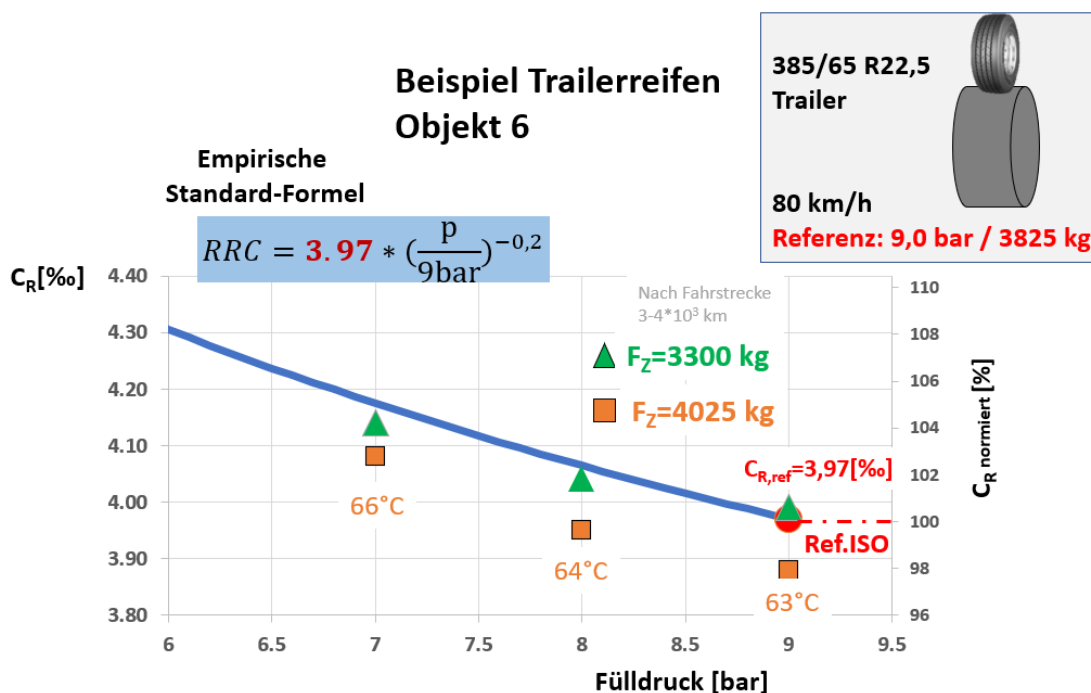 Beispiel Trailerreifen
Objekt 6
385/65 R22,5
Trailer
80 km/h
Referenz: 9,0 bar / 3825 kg
Empirische
Standard-Formel
RRC = 3.97 * (p/9bar)^−0,2
C_R[‰]
4.40
4.30
4.20
4.10
4.00
3.90
3.80
Nach Fahrstrecke
3-4*10³ km
F_Z=3300 kg
F_Z=4025 kg
C_R,ref=3,97[‰]
Ref.ISO
66°C
64°C
63°C
110
108
106
104
102
100
98
96
C_R normiert [%]
6
6.5
7
7.5
8
8.5
9
9.5
Fülldruck [bar]